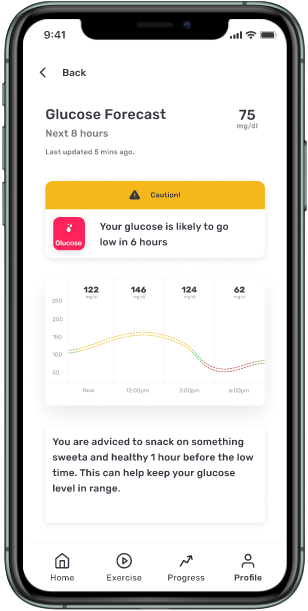 9:41
Back
Glucose Forecast
75
mg/dl
Next 8 hours
Last updated 5 mins ago.
Caution!
Glucose
Your glucose is likely to go
low in 6 hours
122 146 124 62
mg/dl mg/dl mg/dl mg/dl
250
200
150
100
50
Now 12:00pm 3:00pm 6:00pm
You are adviced to snack on something
sweeta and healthy 1 hour before the low
time. This can help keep your glucose
level in range.
Home Exercise Progress Profile